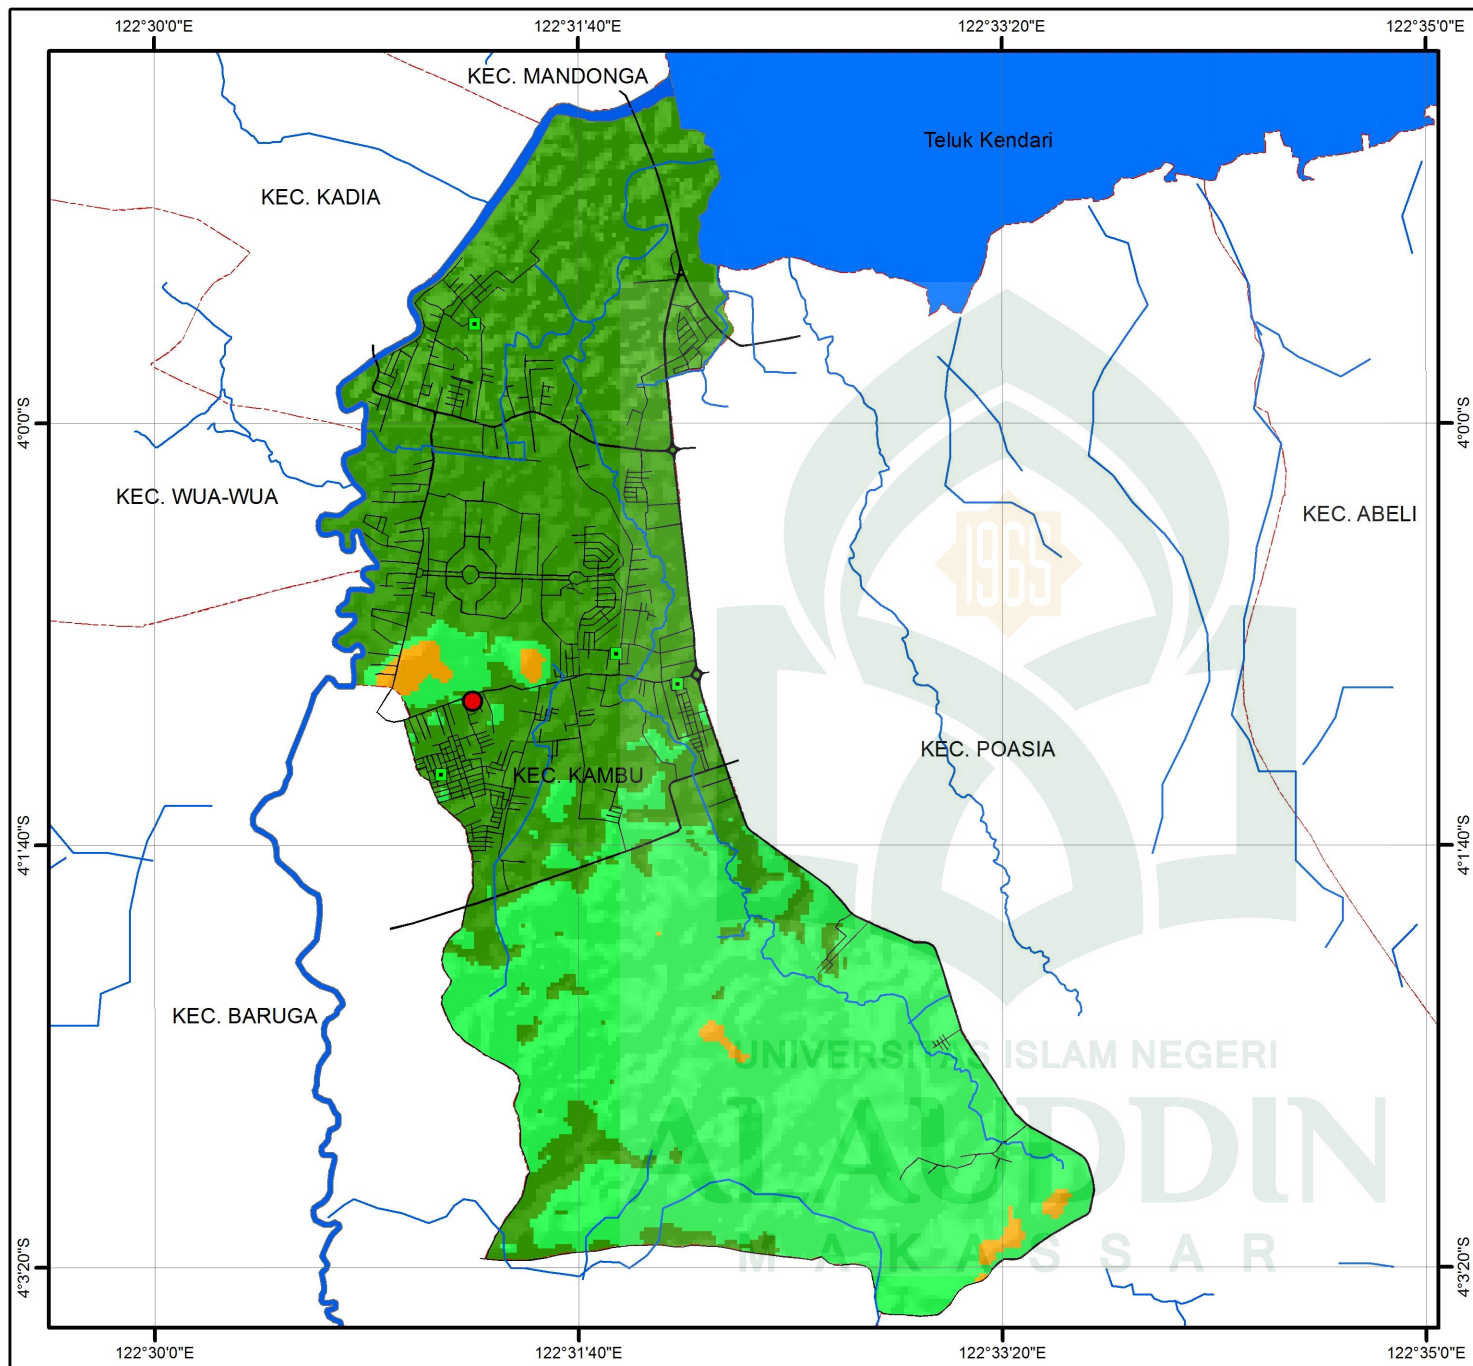 122°30'0"E 122°31'40"E 122°33'20"E 122°35'0"E
KEC. MANDONGA
Teluk Kendari
KEC. KADIA
4°0'0"S 4°0'0"S
KEC. WUA-WUA
KEC. ABELI
1965
KEC. POASIA
KEC. KAMBU
4°1'40"S 4°1'40"S
KEC. BARUGA
UNIVERSITAS ISLAM NEGERI
ALAUDDIN
MAKASSAR
4°3'20"S 4°3'20"S
122°30'0"E 122°31'40"E 122°33'20"E 122°35'0"E